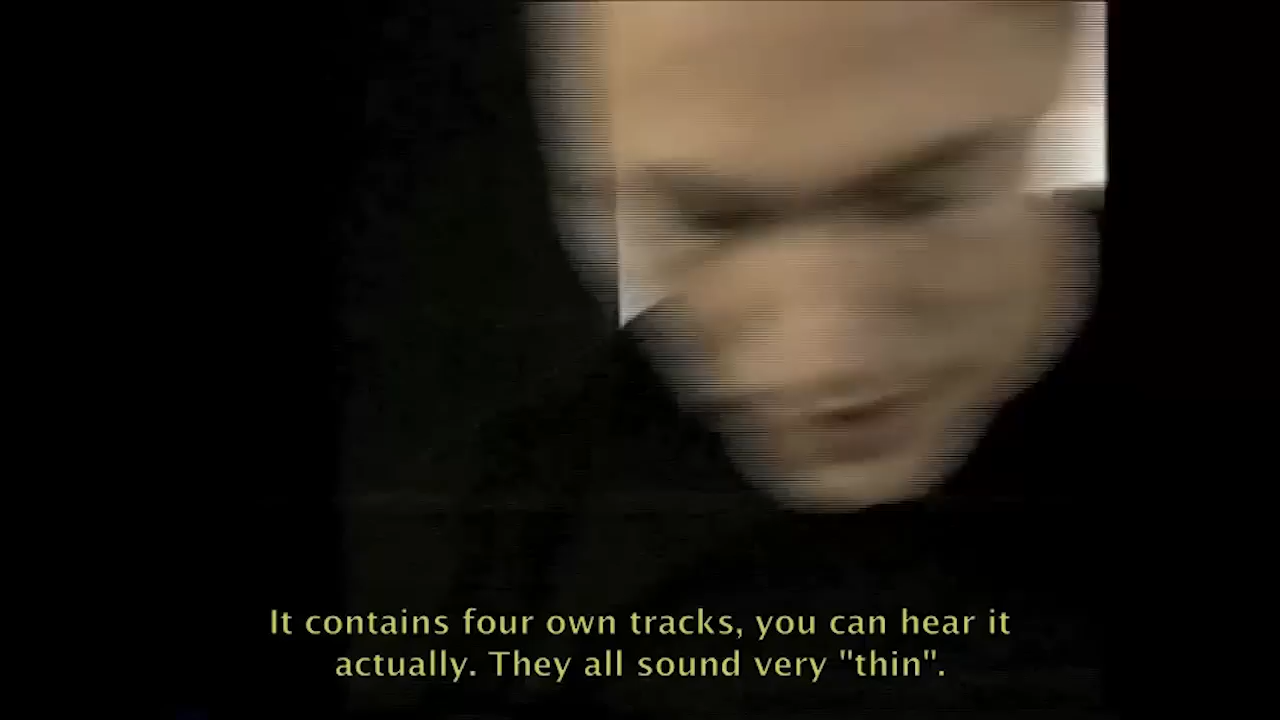 It contains four own tracks, you can hear it
actually. They all sound very "thin".